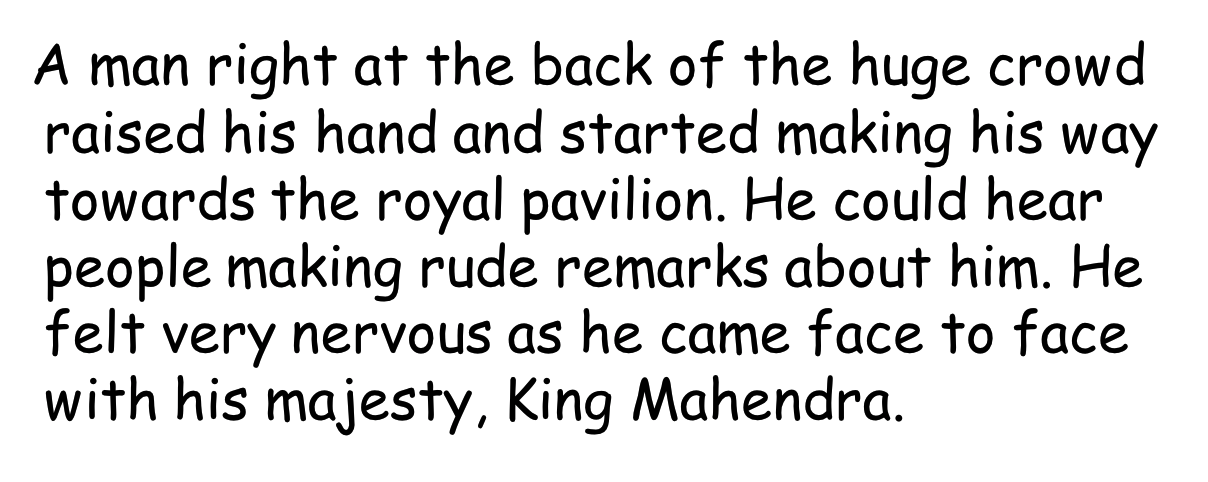 A man right at the back of the huge crowd
raised his hand and started making his way
towards the royal pavilion. He could hear
people making rude remarks about him. He
felt very nervous as he came face to face
with his majesty, King Mahendra.